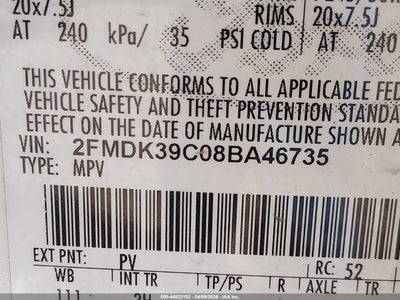 20x7.5J RIMS 20x7.5J
AT 240 kPa/ 35 PSI COLD AT 240
THIS VEHICLE CONFORMS TO ALL APPLICABLE FED
VEHICLE SAFETY AND THEFT PREVENTION STANDA
EFFECT ON THE DATE OF MANUFACTURE SHOWN A
VIN: 2FMDK39C08BA46735
TYPE: MPV
EXT PNT: PV RC: 52
WB INT TR TP/PS R AXLE TR
111 2H